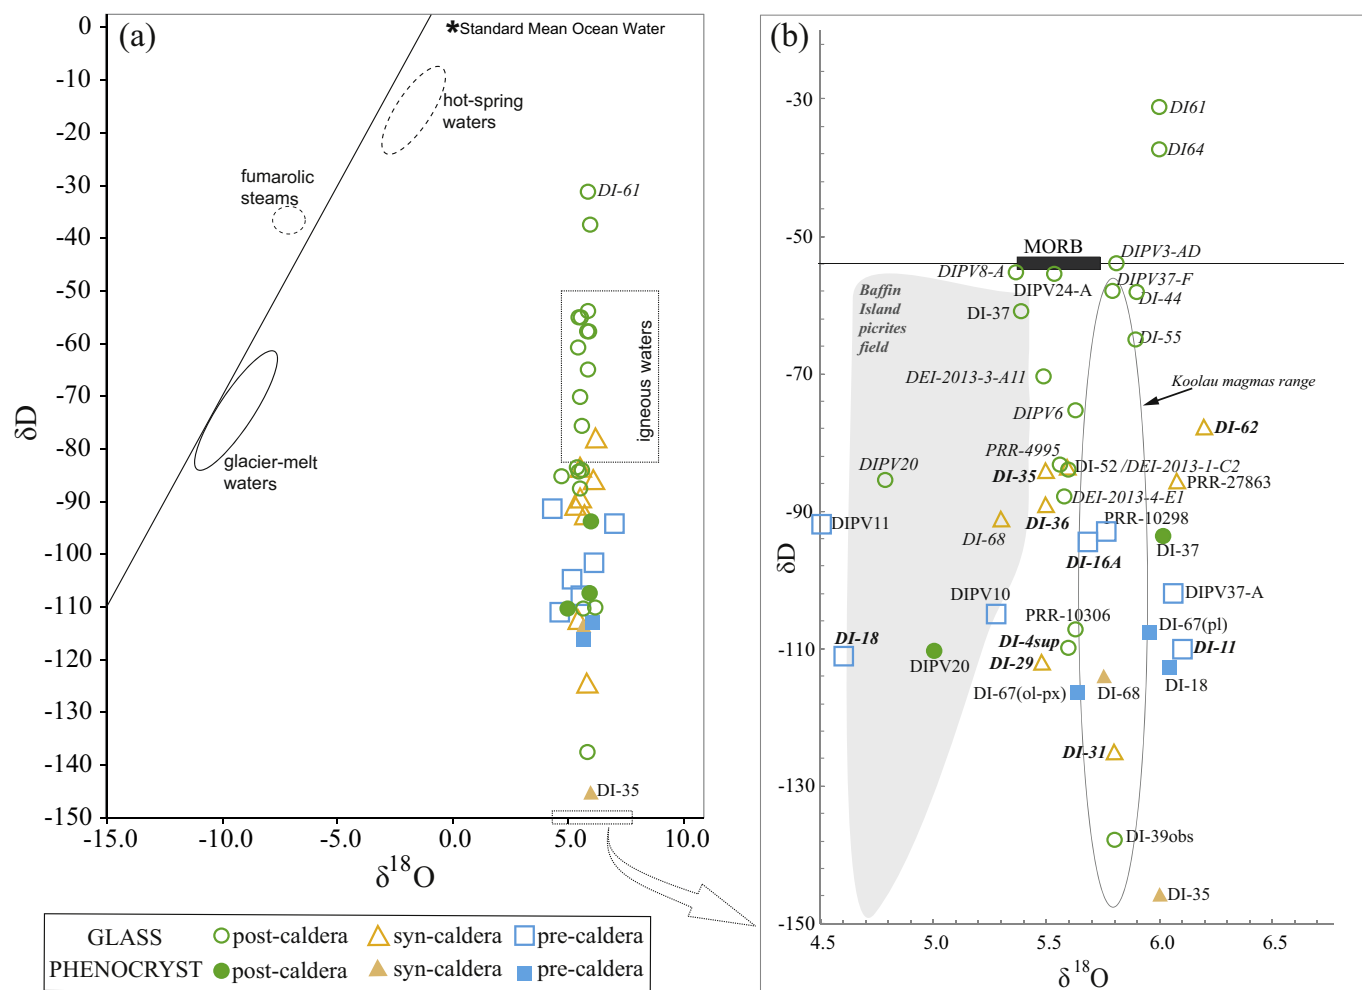 (a)
0
-10
-20
-30
-40
-50
-60
-70
-80
-90
-100
-110
-120
-130
-140
-150
δD
-15.0
-10.0
-5.0
0.0
5.0
10.0
δ18O
*Standard Mean Ocean Water
hot-spring
waters
fumarolic
steams
glacier-melt
waters
DI-61
igneous waters
DI-35
(b)
-30
-50
-70
-90
-110
-130
-150
δD
4.5
5.0
5.5
6.0
6.5
δ18O
DI61
DI64
MORB
DIPV3-AD
DIPV8-A
DIPV37-F
DIPV24-A
DI-44
Baffin
Island
picrites
field
DI-37
DI-55
DEI-2013-3-A11
Koolau magmas range
DIPV6
DI-62
PRR-4995
DI-52 /DEI-2013-1-C2
DIPV20
DI-35
PRR-27863
DEI-2013-4-E1
DIPV11
DI-36
PRR-10298
DI-68
DI-37
DI-16A
DIPV10
DIPV37-A
PRR-10306
DI-67(pl)
DI-18
DI-4sup
DI-11
DIPV20
DI-29
DI-18
DI-67(ol-px)
DI-68
DI-31
DI-39obs
DI-35
GLASS post-caldera syn-caldera pre-caldera
PHENOCRYST post-caldera syn-caldera pre-caldera